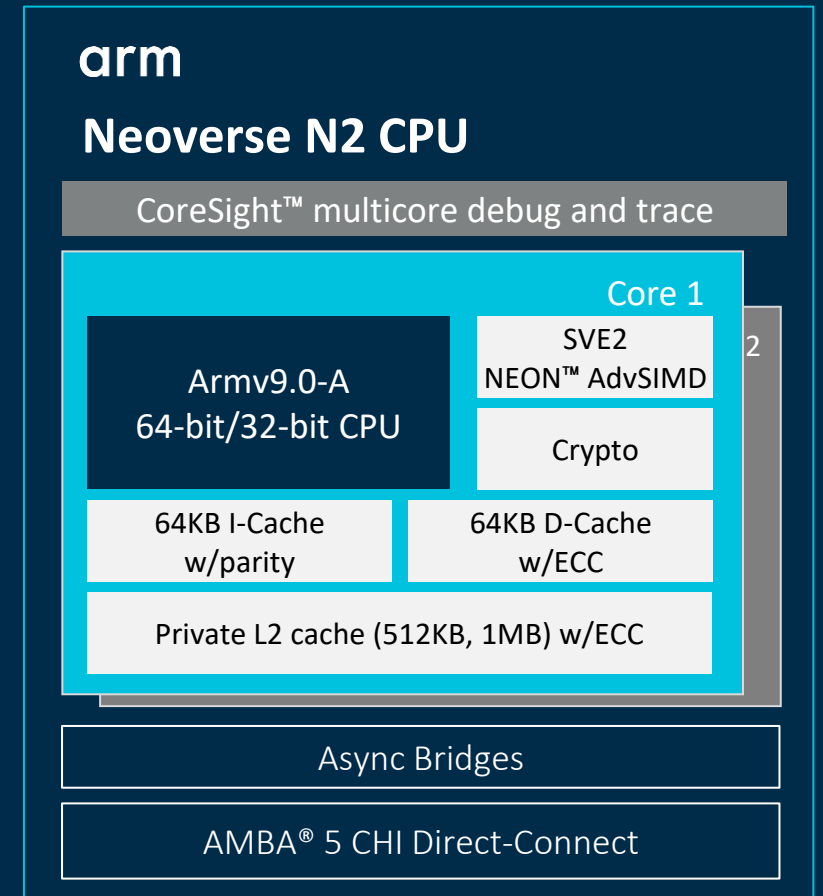 arm
Neoverse N2 CPU
CoreSight™ multicore debug and trace
Core 1
2
Armv9.0-A
64-bit/32-bit CPU
SVE2
NEON™ AdvSIMD
Crypto
64KB I-Cache
w/parity
64KB D-Cache
w/ECC
Private L2 cache (512KB, 1MB) w/ECC
Async Bridges
AMBA® 5 CHI Direct-Connect